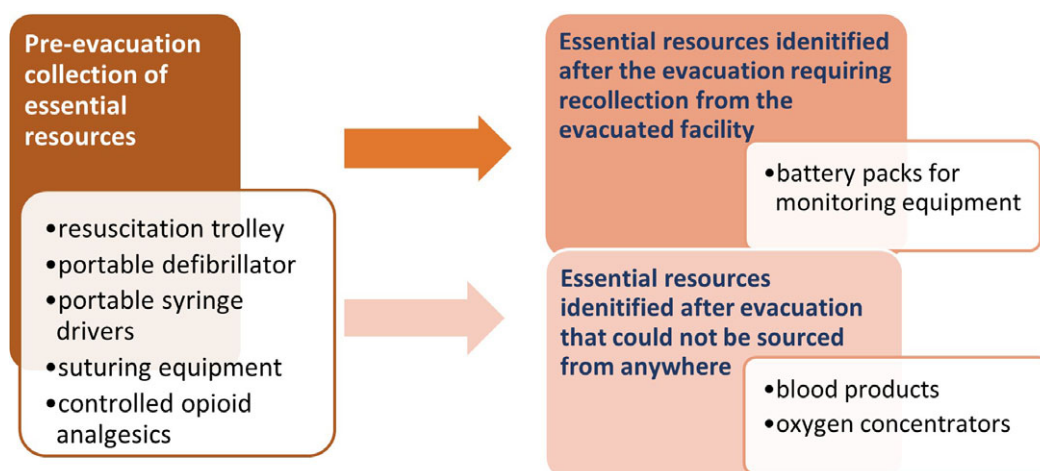 Pre-evacuation
collection of
essential
resources
•resuscitation trolley
•portable defibrillator
•portable syringe
drivers
•suturing equipment
•controlled opioid
analgesics
Essential resources idenitified
after the evacuation requiring
recollection from the
evacuated facility
•battery packs for
monitoring equipment
Essential resources
idenitified after evacuation
that could not be sourced
from anywhere
•blood products
•oxygen concentrators